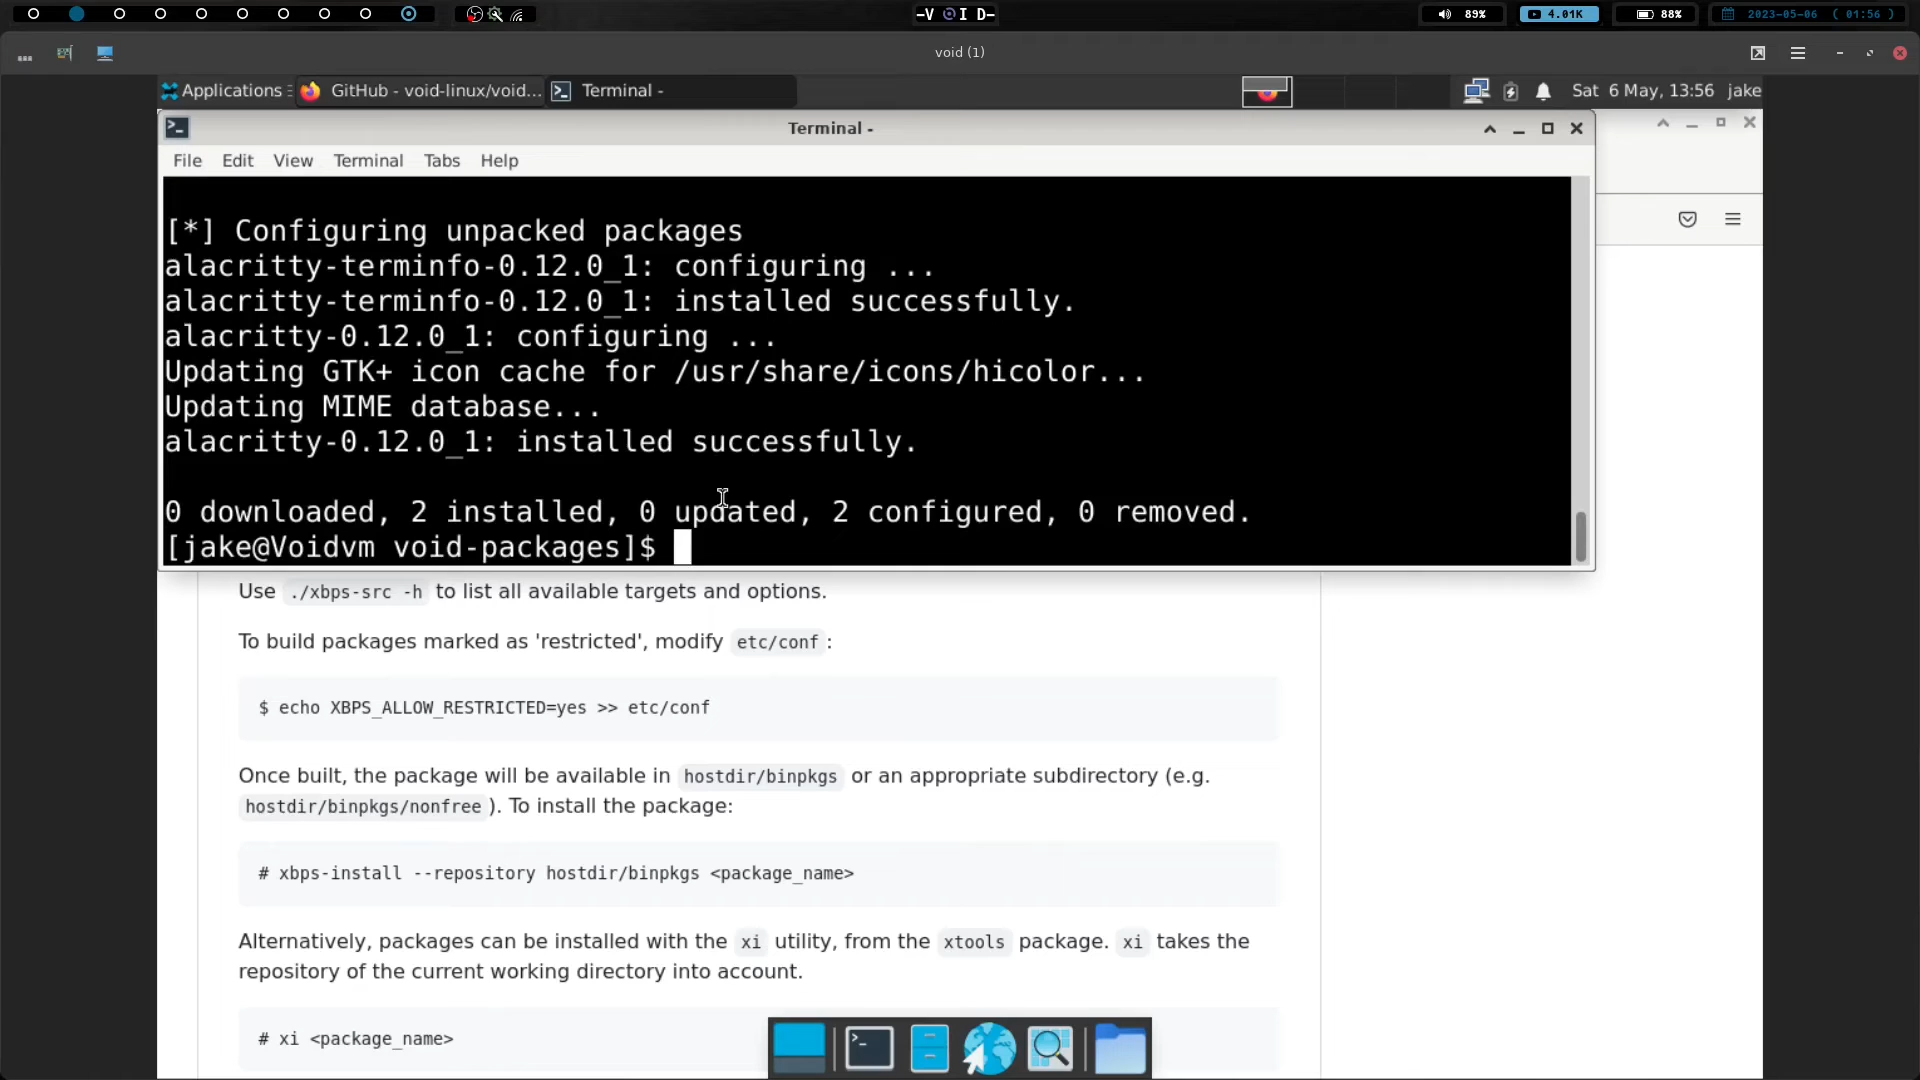 -V I D-
89%
4.01K
88%
2023-05-06 ( 01:56 )
...
void (1)
Applications
GitHub - void-linux/void...
Terminal -
Sat 6 May, 13:56
jake
Terminal -
File Edit View Terminal Tabs Help
[*] Configuring unpacked packages
alacritty-terminfo-0.12.0_1: configuring ...
alacritty-terminfo-0.12.0_1: installed successfully.
alacritty-0.12.0_1: configuring ...
Updating GTK+ icon cache for /usr/share/icons/hicolor...
Updating MIME database...
alacritty-0.12.0_1: installed successfully.
0 downloaded, 2 installed, 0 updated, 2 configured, 0 removed.
[jake@Voidvm void-packages]$
Use ./xbps-src -h to list all available targets and options.
To build packages marked as 'restricted', modify etc/conf :
$ echo XBPS_ALLOW_RESTRICTED=yes >> etc/conf
Once built, the package will be available in hostdir/binpkgs or an appropriate subdirectory (e.g.
hostdir/binpkgs/nonfree ). To install the package:
# xbps-install --repository hostdir/binpkgs <package_name>
Alternatively, packages can be installed with the xi utility, from the xtools package. xi takes the
repository of the current working directory into account.
# xi <package_name>